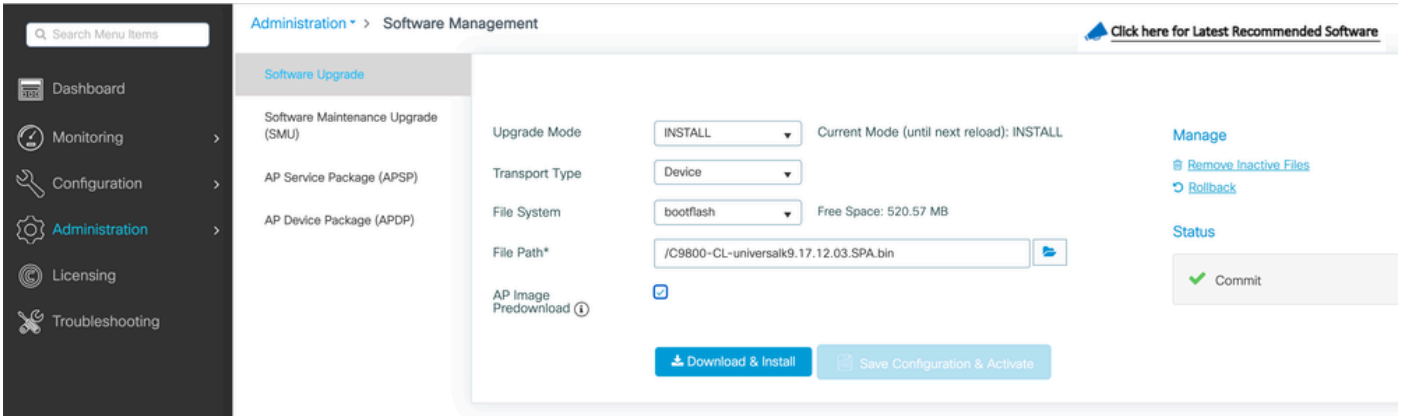 Search Menu Items
Dashboard
Monitoring
Configuration
Administration
Licensing
Troubleshooting
Administration > Software Management
Click here for Latest Recommended Software
Software Upgrade
Software Maintenance Upgrade
(SMU)
AP Service Package (APSP)
AP Device Package (APDP)
Upgrade Mode
INSTALL
Current Mode (until next reload): INSTALL
Transport Type
Device
File System
bootflash
Free Space: 520.57 MB
File Path*
/C9800-CL-universalk9.17.12.03.SPA.bin
AP Image
Predownload
Download & Install
Save Configuration & Activate
Manage
Remove Inactive Files
Rollback
Status
Commit